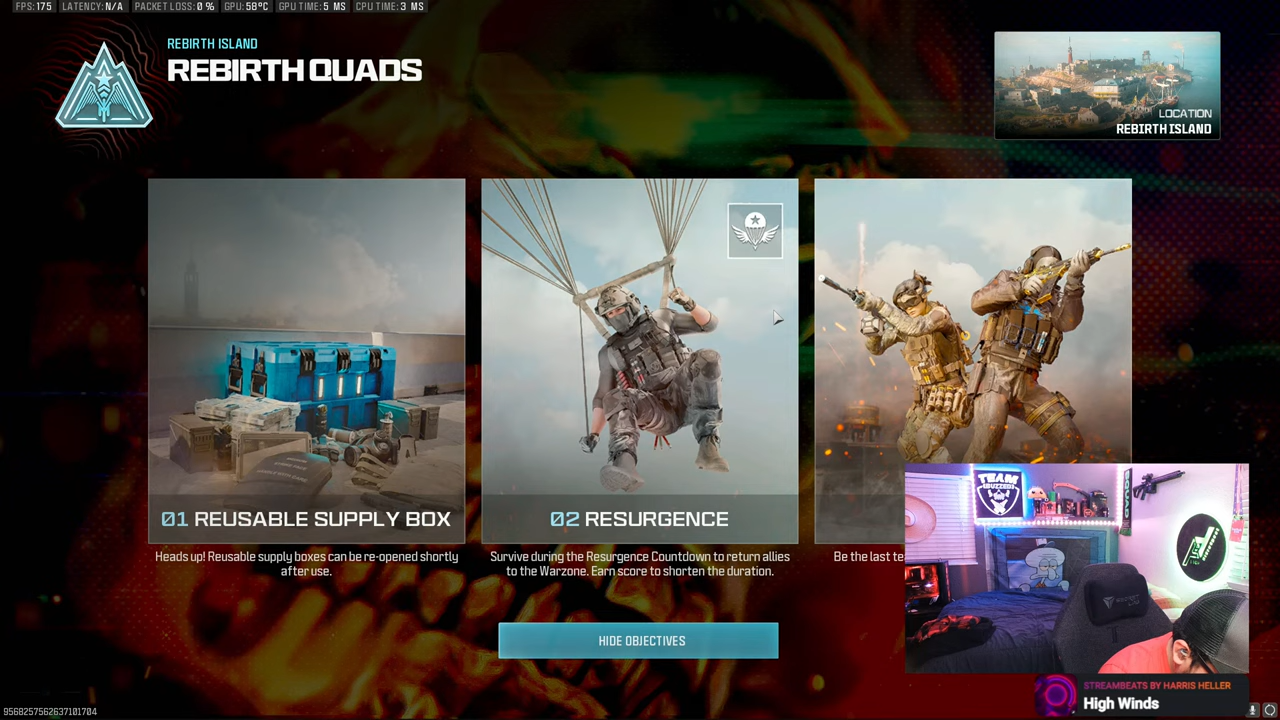 FPS: 175 LATENCY: N/A PACKET LOSS: 0 % GPU: 58°C GPU TIME: 5 MS CPU TIME: 3 MS
REBIRTH ISLAND
REBIRTH QUADS
LOCATION
REBIRTH ISLAND
01 REUSABLE SUPPLY BOX
Heads up! Reusable supply boxes can be re-opened shortly
after use.
02 RESURGENCE
Survive during the Resurgence Countdown to return allies
to the Warzone. Earn score to shorten the duration.
Be the last te
HIDE OBJECTIVES
TEAM
STREAMBEATS BY HARRIS HELLER
High Winds
9568257562637101704